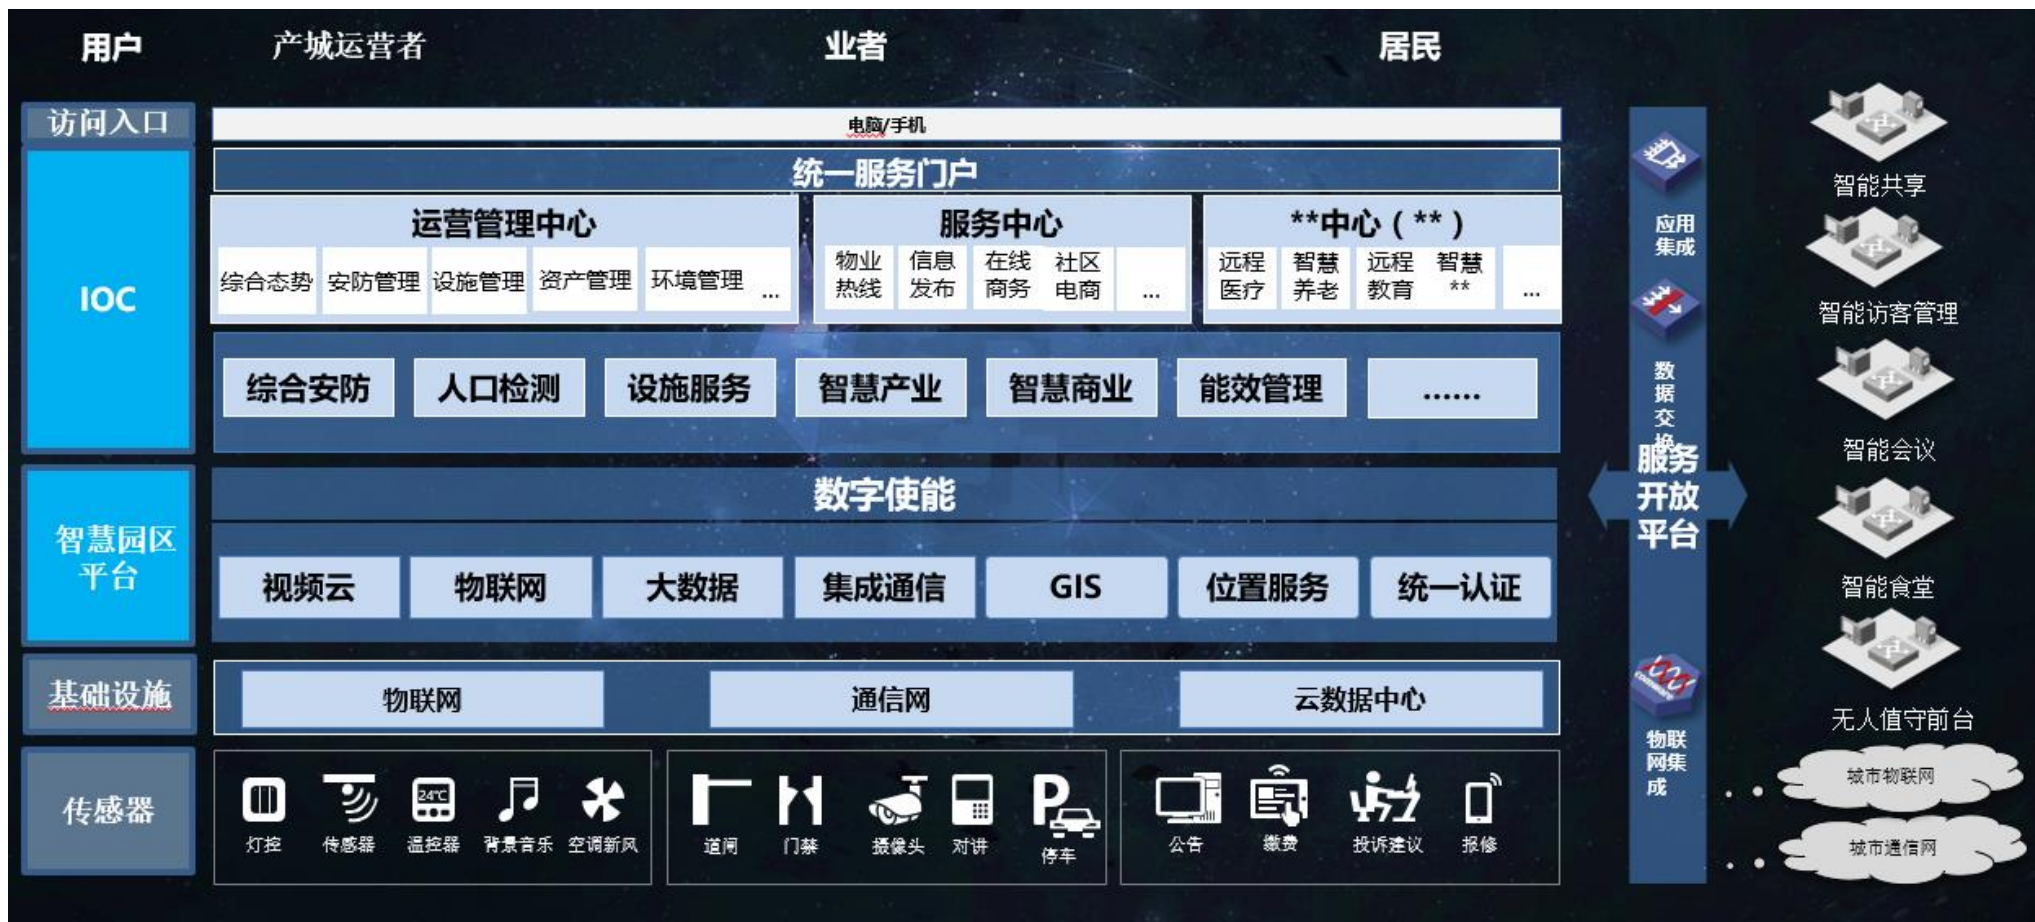 用户
产城运营者
业者
居民
访问入口
电脑/手机
IOC
统一服务门户
运营管理中心
综合态势
安防管理
设施管理
资产管理
环境管理
...
服务中心
物业
热线
信息
发布
在线
商务
社区
电商
...
**中心(**)
远程
医疗
智慧
养老
远程
教育
智慧
**
...
综合安防
人口检测
设施服务
智慧产业
智慧商业
能效管理
......
智慧园区
平台
数字使能
视频云
物联网
大数据
集成通信
GIS
位置服务
统一认证
基础设施
物联网
通信网
云数据中心
传感器
灯控
传感器
24℃
温控器
背景音乐
空调新风
道闸
门禁
摄像头
对讲
P
停车
公告
缴费
投诉建议
报修
应用
集成
数
据
交
换
服务
开放
平台
物联
网集
成
智能共享
智能访客管理
智能会议
智能食堂
无人值守前台
城市物联网
城市通信网